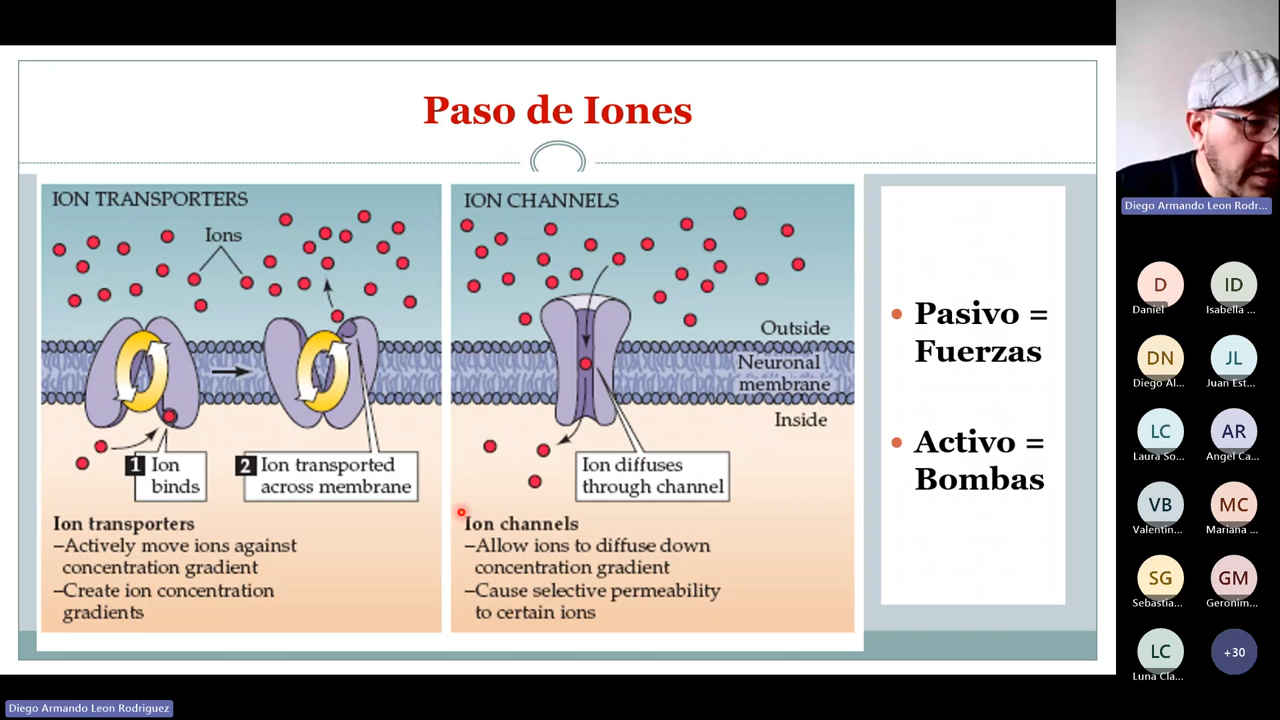 Paso de Iones
ION TRANSPORTERS
Ions
1 Ion
binds
2 Ion transported
across membrane
Ion transporters
–Actively move ions against
concentration gradient
–Create ion concentration
gradients
ION CHANNELS
Outside
Neuronal
membrane
Inside
Ion diffuses
through channel
Ion channels
–Allow ions to diffuse down
concentration gradient
–Cause selective permeability
to certain ions
• Pasivo =
Fuerzas
• Activo =
Bombas
Diego Armando Leon Rodr...
D
Daniel
ID
Isabella ...
DN
Diego Al...
JL
Juan Est...
LC
Laura So...
AR
Angel Ca...
VB
Valentin...
MC
Mariana ...
SG
Sebastia...
GM
Geronim...
LC
Luna Cla...
+30
Diego Armando Leon Rodriguez